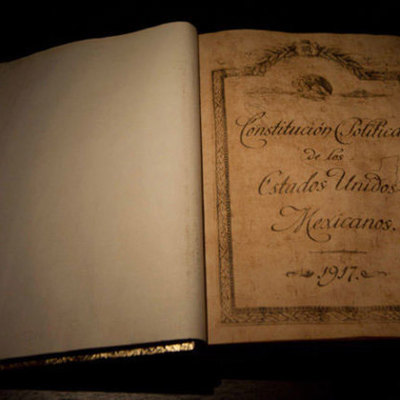 Constitución Política
de los
Estados Unidos
Mexicanos.
1917.